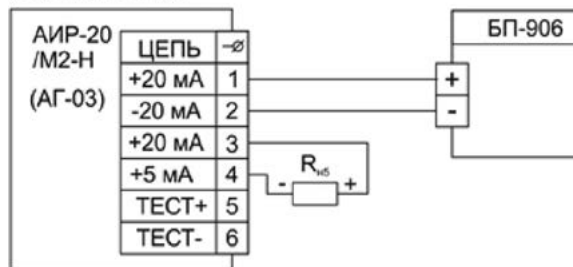 АИР-20
/М2-Н
(АГ-03)
ЦЕПЬ
+20 мА 1
-20 мА 2
+20 мА 3
+5 мА 4
ТЕСТ+ 5
ТЕСТ- 6
- Rн5 +
БП-906
+
-